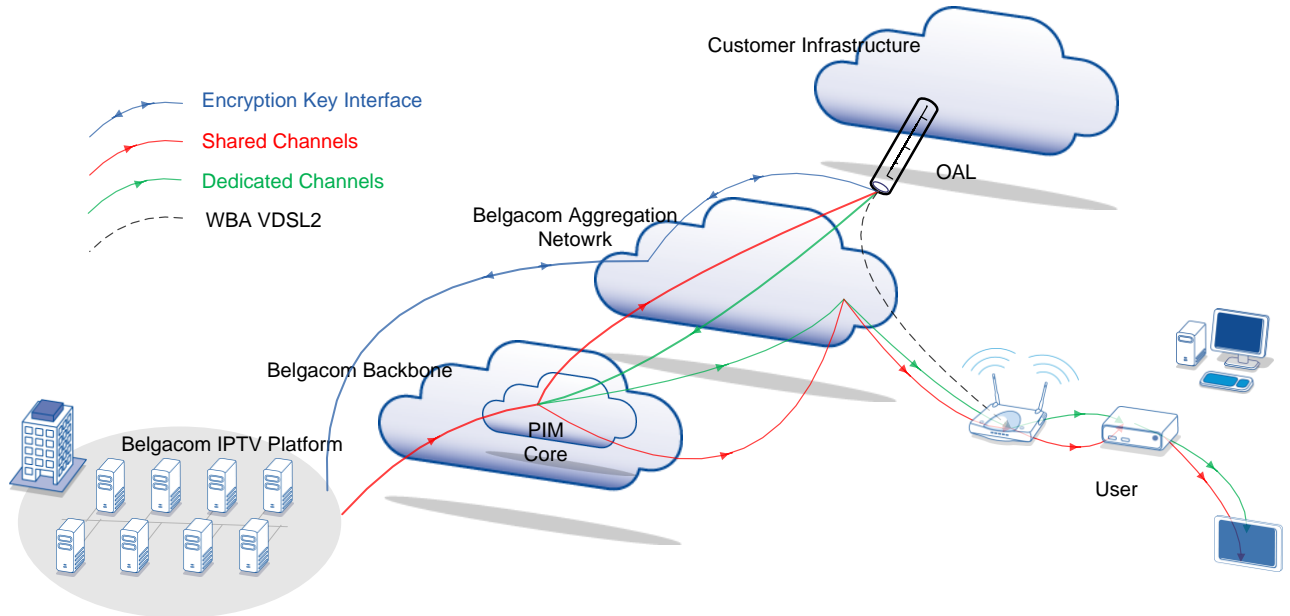 Customer Infrastructure
Encryption Key Interface
Shared Channels
Dedicated Channels
WBA VDSL2
OAL
Belgacom Aggregation
Netowrk
Belgacom Backbone
PIM
Core
Belgacom IPTV Platform
User